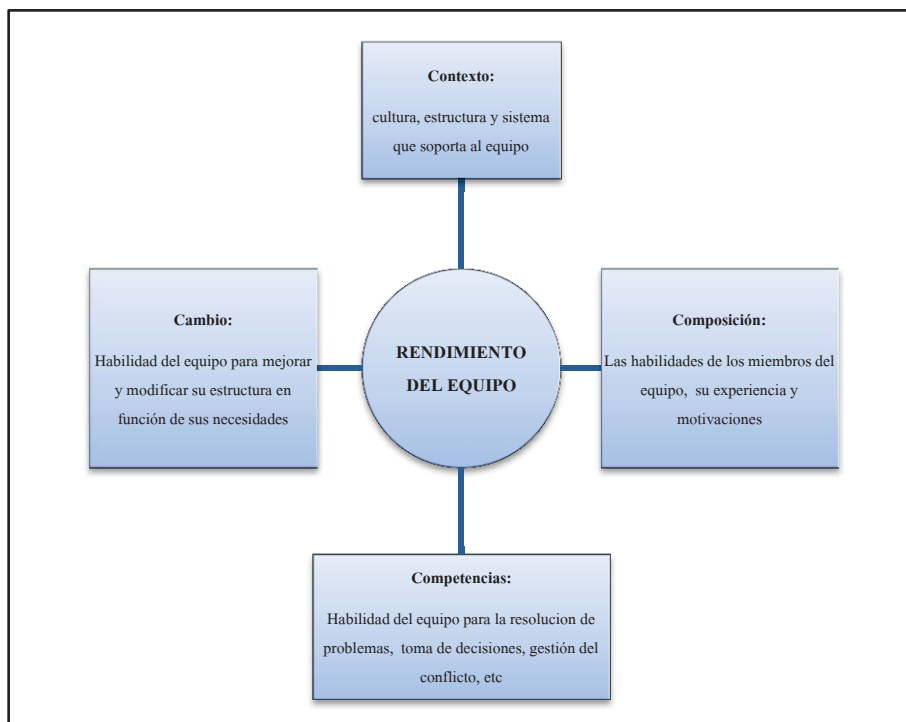 Contexto:
cultura, estructura y sistema
que soporta al equipo
Cambio:
Habilidad del equipo para mejorar
y modificar su estructura en
función de sus necesidades
RENDIMIENTO
DEL EQUIPO
Composición:
Las habilidades de los miembros del
equipo, su experiencia y
motivaciones
Competencias:
Habilidad del equipo para la resolucion de
problemas, toma de decisiones, gestión del
conflicto, etc